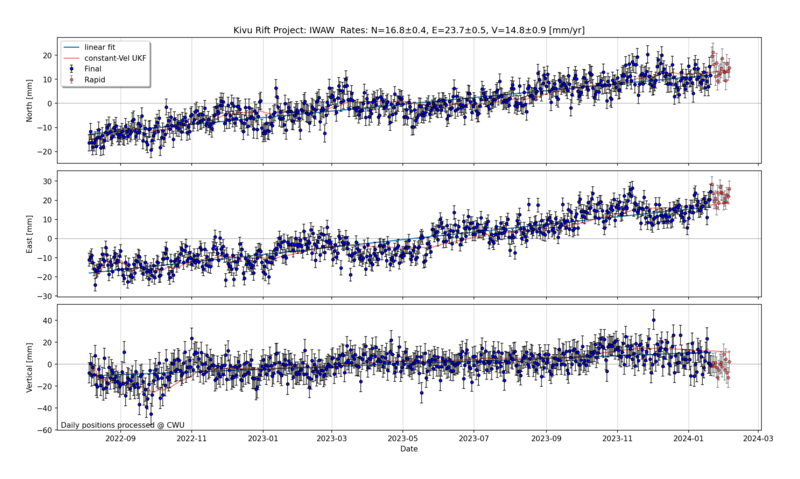 Kivu Rift Project: IWAW  Rates: N=16.8±0.4, E=23.7±0.5, V=14.8±0.9 [mm/yr]
linear fit
constant-Vel UKF
Final
Rapid
North [mm]
20
10
0
−10
−20
East [mm]
30
20
10
0
−10
−20
−30
Vertical [mm]
40
20
0
−20
−40
−60
Daily positions processed @ CWU
2022-09
2022-11
2023-01
2023-03
2023-05
2023-07
2023-09
2023-11
2024-01
2024-03
Date